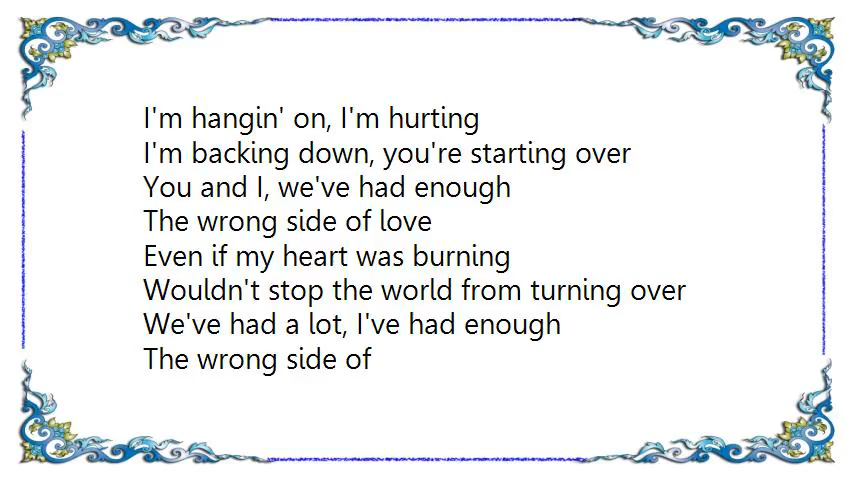 I'm hangin' on, I'm hurting
I'm backing down, you're starting over
You and I, we've had enough
The wrong side of love
Even if my heart was burning
Wouldn't stop the world from turning over
We've had a lot, I've had enough
The wrong side of